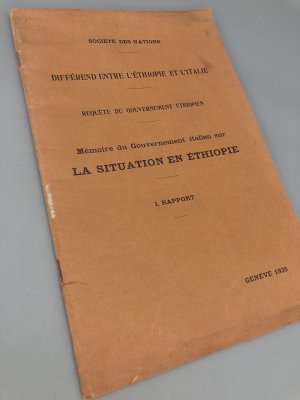 SOCIÉTÉ DES NATIONS
DIFFÉREND ENTRE L'ÉTHIOPIE ET L'ITALIE
REQUÊTE DU GOUVERNEMENT ÉTHIOPIEN
Mémoire du Gouvernement italien sur
LA SITUATION EN ÉTHIOPIE
I. RAPPORT
GENÈVE 1935